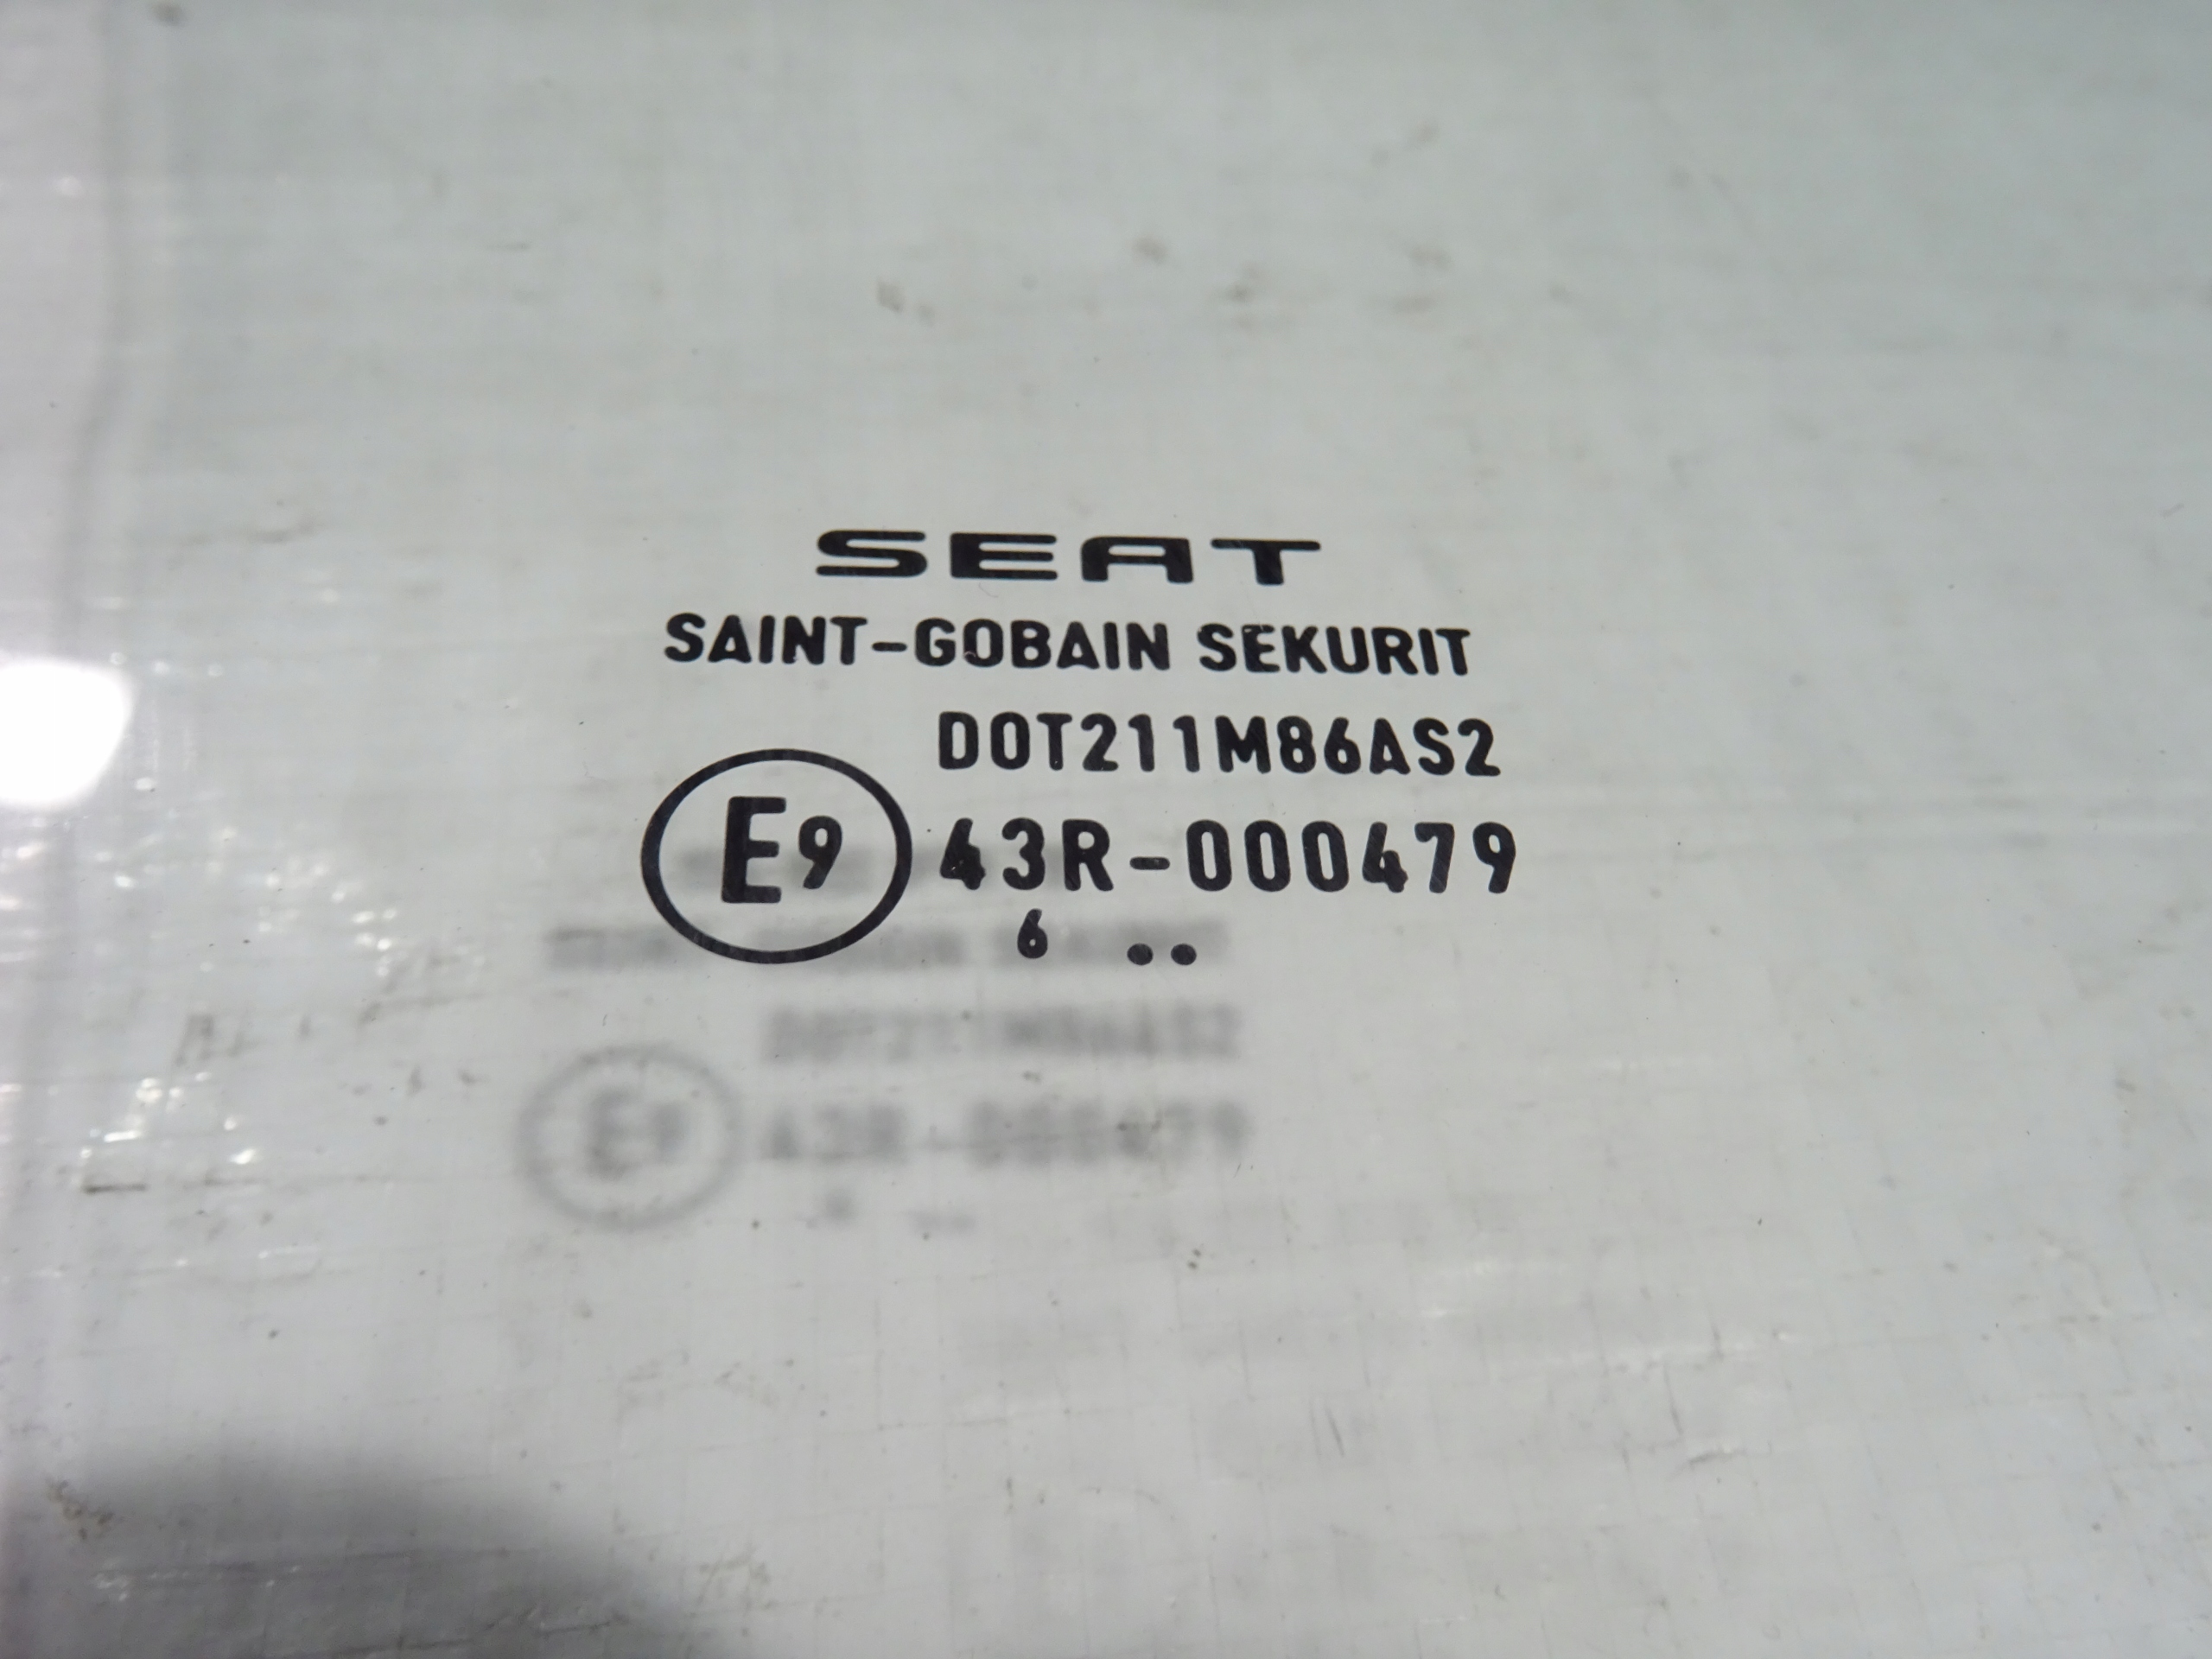 SEAT
SAINT-GOBAIN SEKURIT
DOT211M86AS2
E9 43R-000479
6 ..